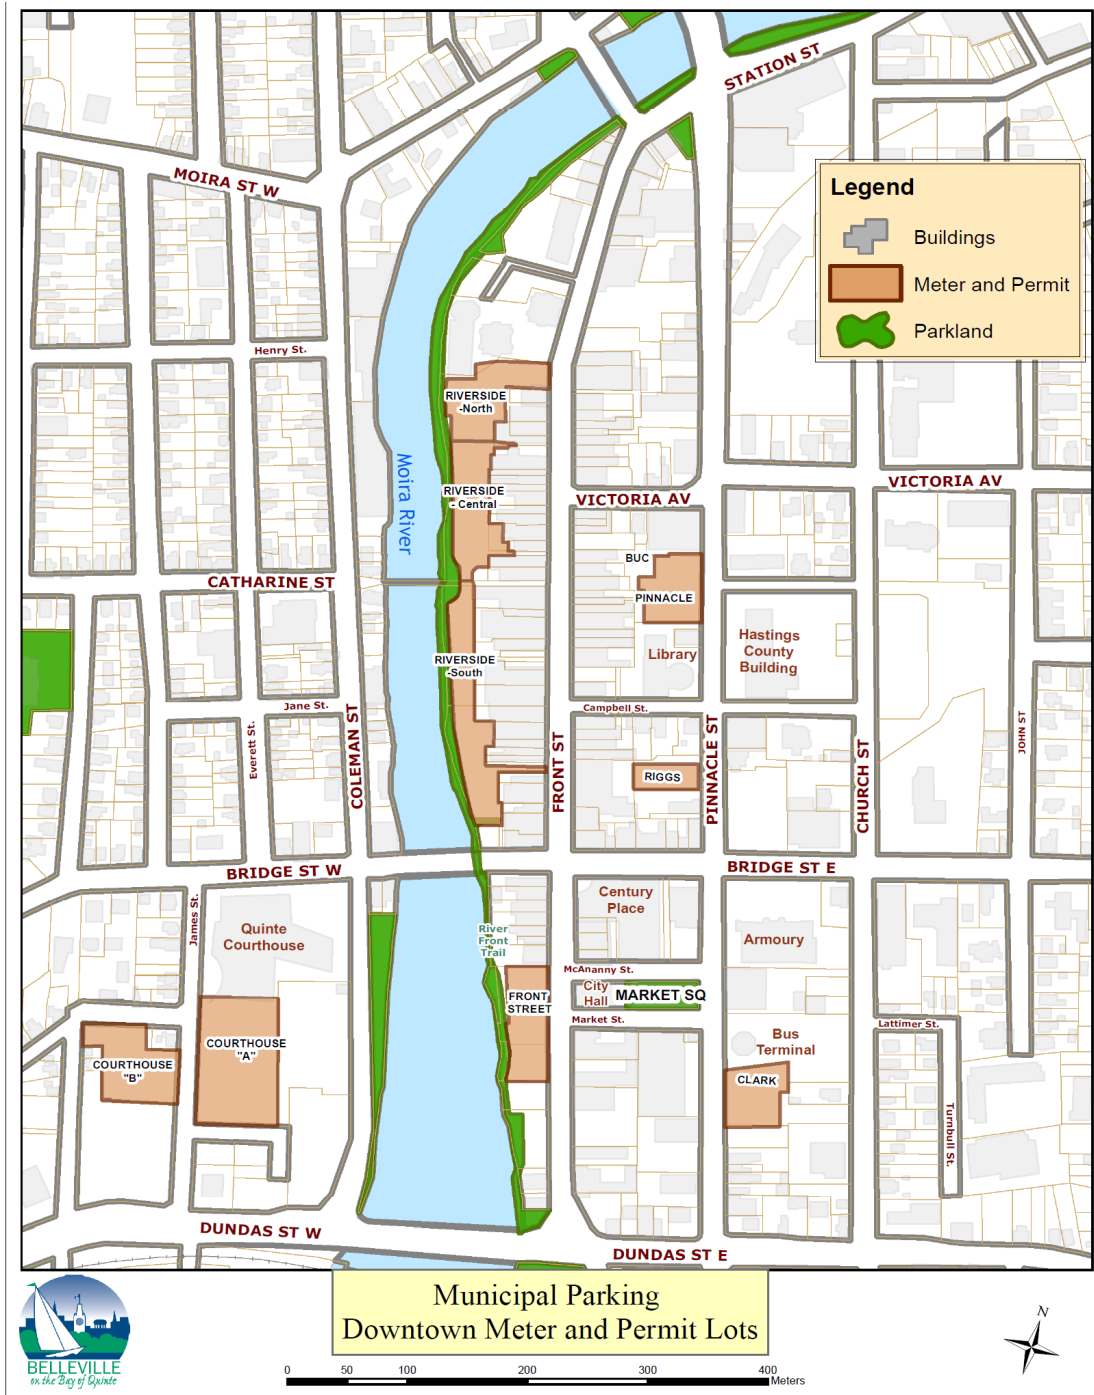 STATION ST
MOIRA ST W
Legend
Buildings
Meter and Permit
Parkland
Henry St.
RIVERSIDE
-North
Moira River
RIVERSIDE
- Central
VICTORIA AV
VICTORIA AV
CATHARINE ST
BUC
PINNACLE
Hastings
County
Building
Library
RIVERSIDE
-South
Jane St.
Campbell St.
Everett St.
COLEMAN ST
FRONT ST
PINNACLE ST
CHURCH ST
JOHN ST
RIGGS
BRIDGE ST W
BRIDGE ST E
James St.
Quinte
Courthouse
Century
Place
River
Front
Trail
Armoury
McAnanny St.
City
Hall
MARKET SQ
FRONT
STREET
Market St.
Lattimer St.
Bus
Terminal
COURTHOUSE
"A"
COURTHOUSE
"B"
CLARK
Turnbull St.
DUNDAS ST W
DUNDAS ST E
Municipal Parking
Downtown Meter and Permit Lots
BELLEVILLE
on the Bay of Quinte
N
0 50 100 200 300 400
Meters